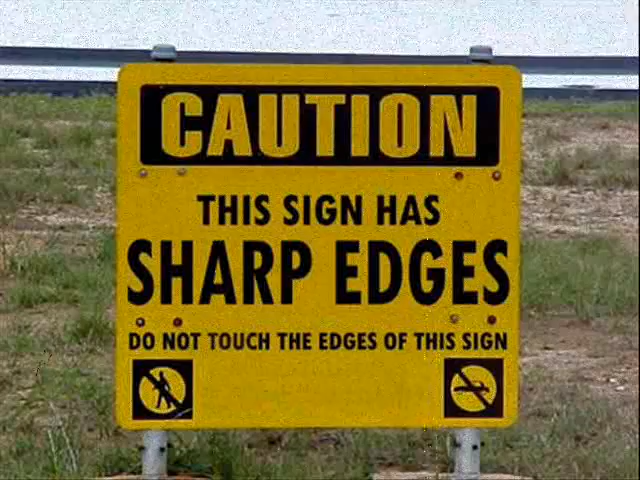 CAUTION
THIS SIGN HAS
SHARP EDGES
DO NOT TOUCH THE EDGES OF THIS SIGN